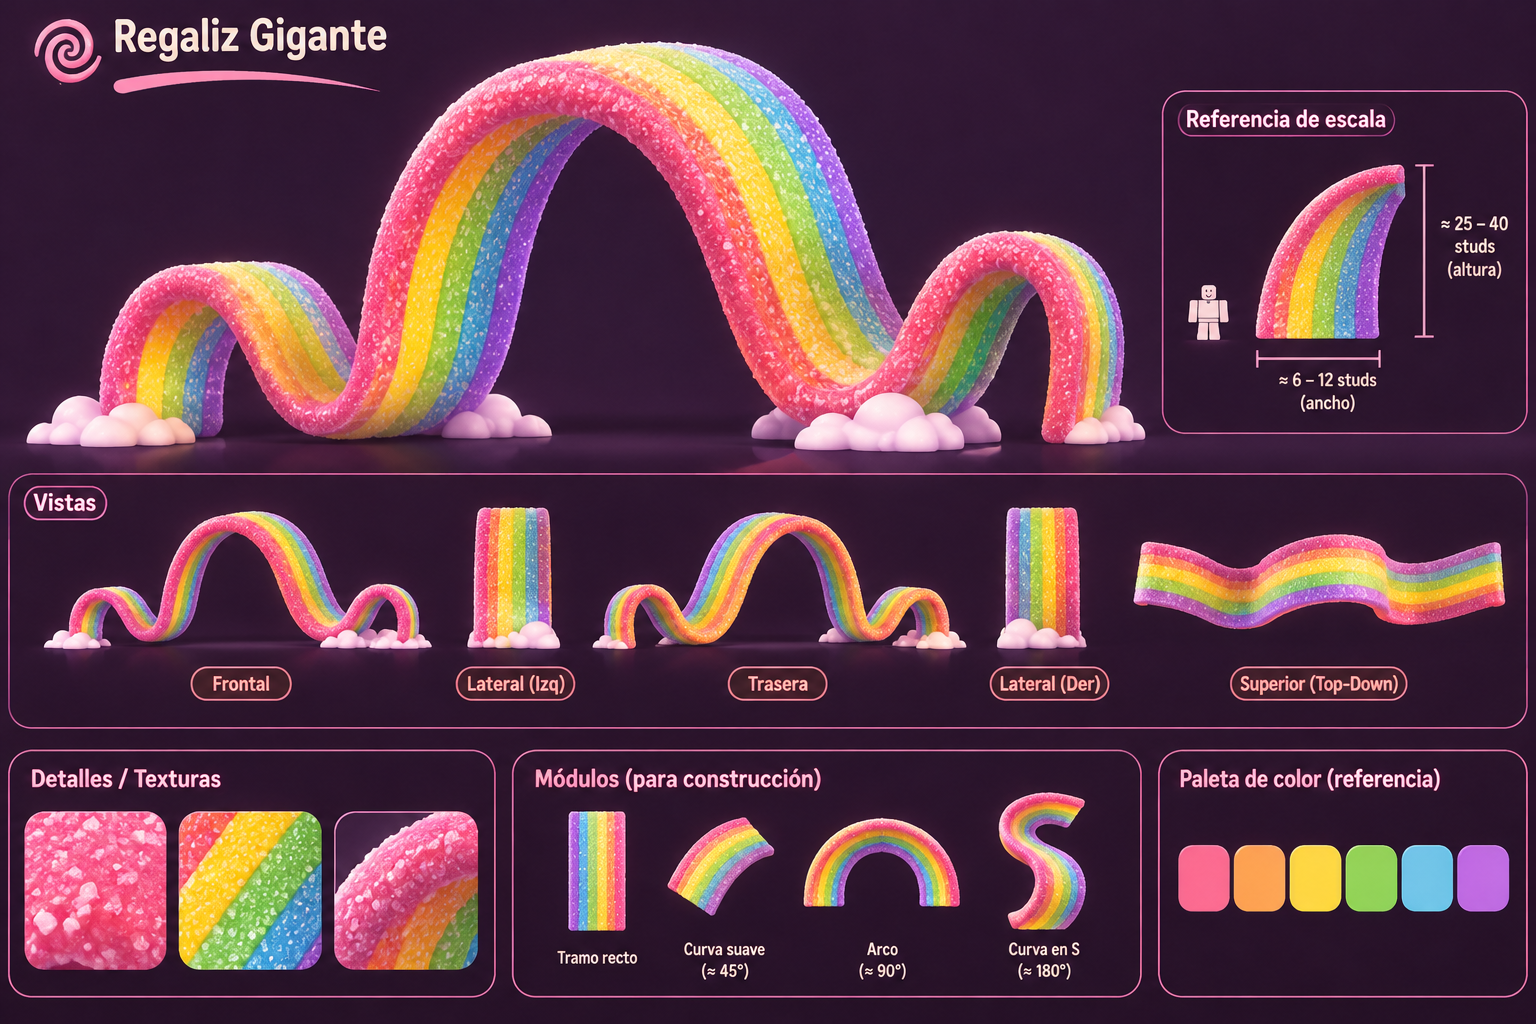 Regaliz Gigante
Referencia de escala
≈ 25 – 40
studs
(altura)
≈ 6 – 12 studs
(ancho)
Vistas
Frontal
Lateral (Izq)
Trasera
Lateral (Der)
Superior (Top-Down)
Detalles / Texturas
Módulos (para construcción)
Tramo recto
Curva suave
(≈ 45°)
Arco
(≈ 90°)
Curva en S
(≈ 180°)
Paleta de color (referencia)